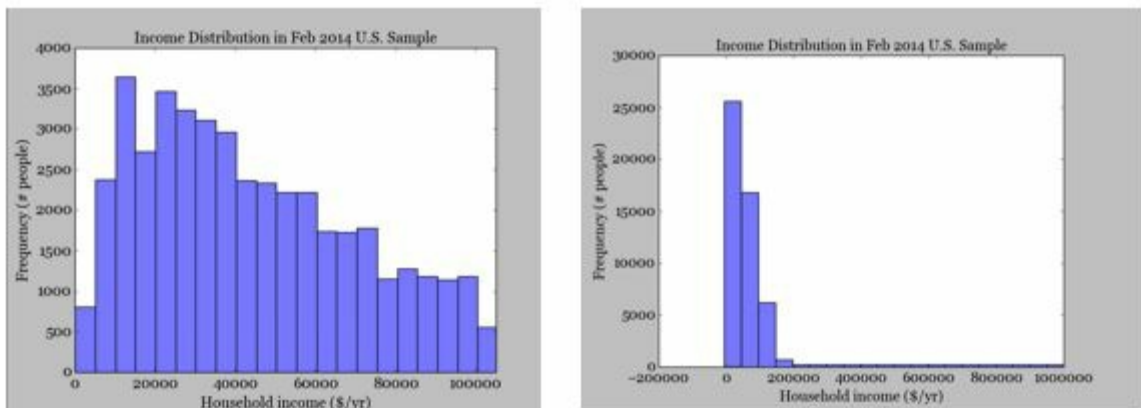 Income Distribution in Feb 2014 U.S. Sample
4000
3500
3000
2500
2000
1500
1000
500
0
Frequency (# people)
0 20000 40000 60000 80000 100000
Household income ($/yr)
Income Distribution in Feb 2014 U.S. Sample
30000
25000
20000
15000
10000
5000
0
Frequency (# people)
−200000 0 200000 400000 600000 800000 1000000
Household income ($/yr)